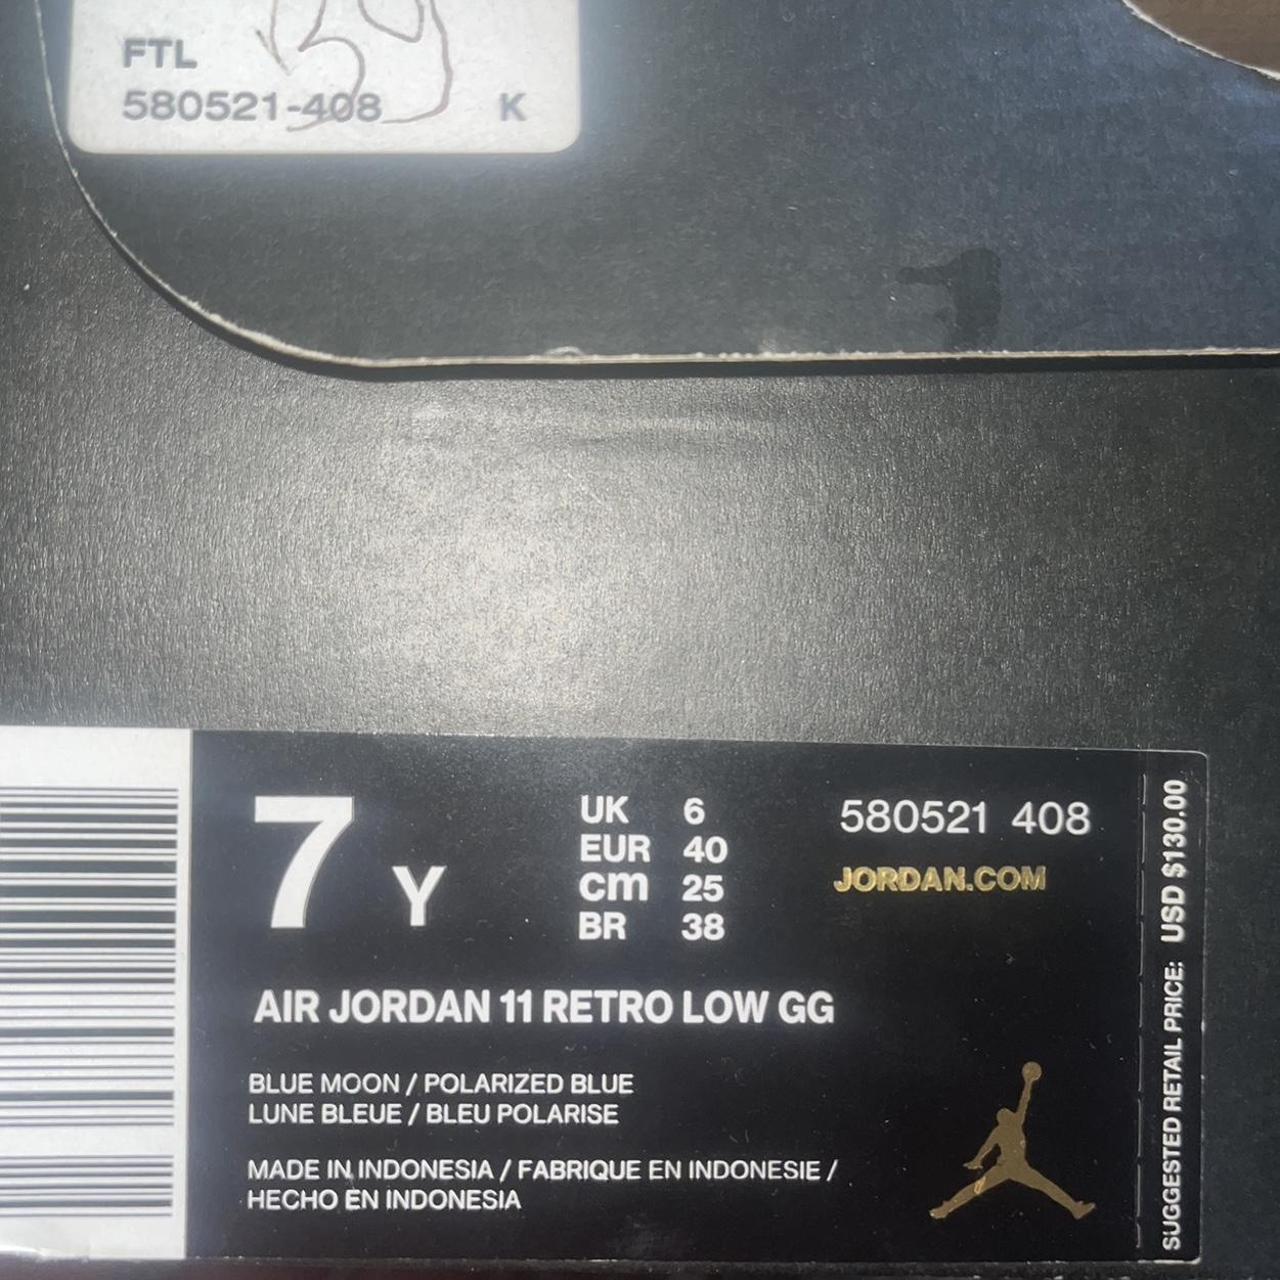 FTL
580521-408 K
7 Y
UK 6
EUR 40
cm 25
BR 38
580521 408
JORDAN.COM
AIR JORDAN 11 RETRO LOW GG
BLUE MOON / POLARIZED BLUE
LUNE BLEUE / BLEU POLARISE
MADE IN INDONESIA / FABRIQUE EN INDONESIE /
HECHO EN INDONESIA
SUGGESTED RETAIL PRICE: USD $130.00